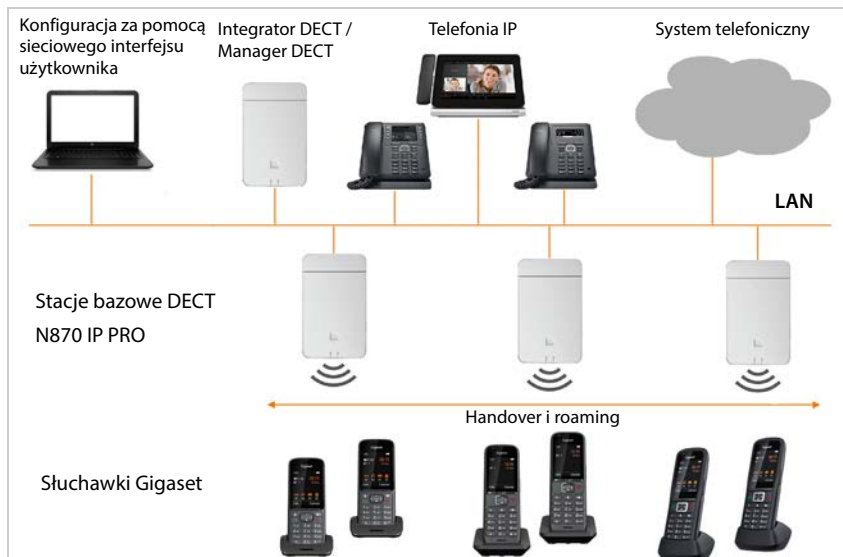 Konfiguracja za pomocą
sieciowego interfejsu
użytkownika
Integrator DECT /
Manager DECT
Telefonia IP
System telefoniczny
LAN
Stacje bazowe DECT
N870 IP PRO
Handover i roaming
Słuchawki Gigaset